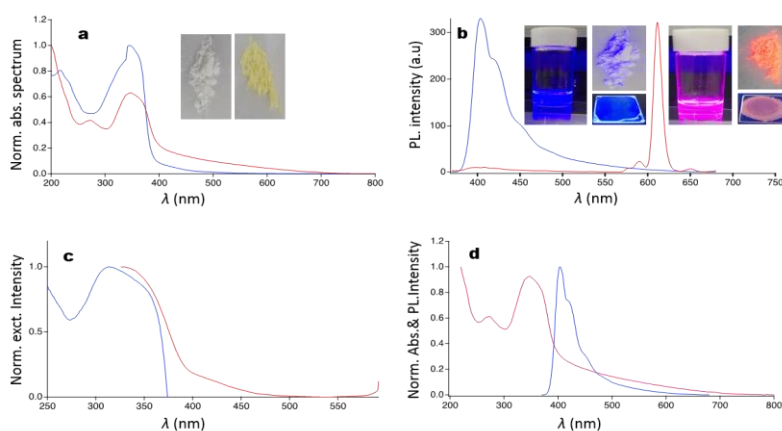 a
Norm. abs. spectrum
1.0
0.8
0.6
0.4
0.2
0.0
200 300 400 500 600 700 800
λ (nm)
b
PL. intensity (a.u)
300
200
100
0
400 450 500 550 600 650 700 750
λ (nm)
c
Norm. exct. Intensity
1.0
0.5
0.0
250 350 450 550
λ (nm)
d
Norm. Abs.& PL.Intensity
1.0
1.2
1.0
0.8
0.6
0.4
0.2
0.0
200 300 400 500 600 700 800
λ (nm)